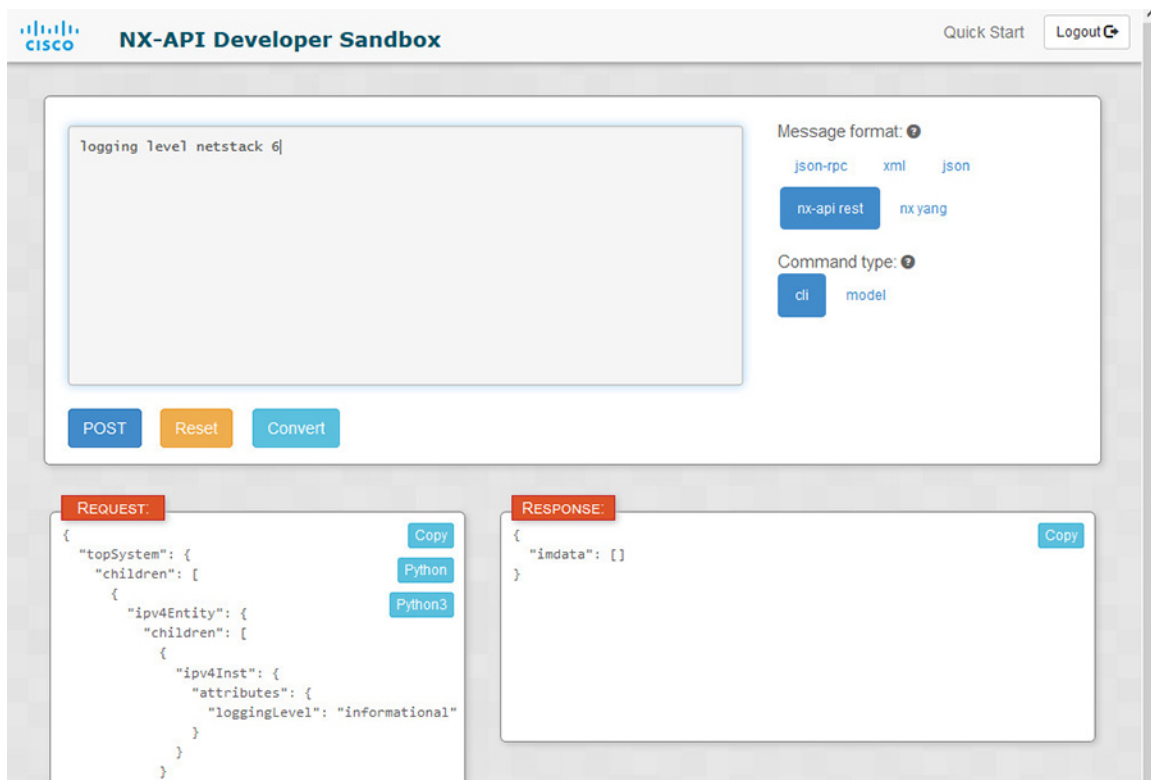 CISCO NX-API Developer Sandbox Quick Start Logout
logging level netstack 6
Message format:
json-rpc xml json
nx-api rest nx yang
Command type:
cli model
POST Reset Convert
REQUEST:
Copy
Python
Python3
{
"topSystem": {
"children": [
{
"ipv4Entity": {
"children": [
{
"ipv4Inst": {
"attributes": {
"loggingLevel": "informational"
}
}
}
RESPONSE:
Copy
{
"imdata": []
}